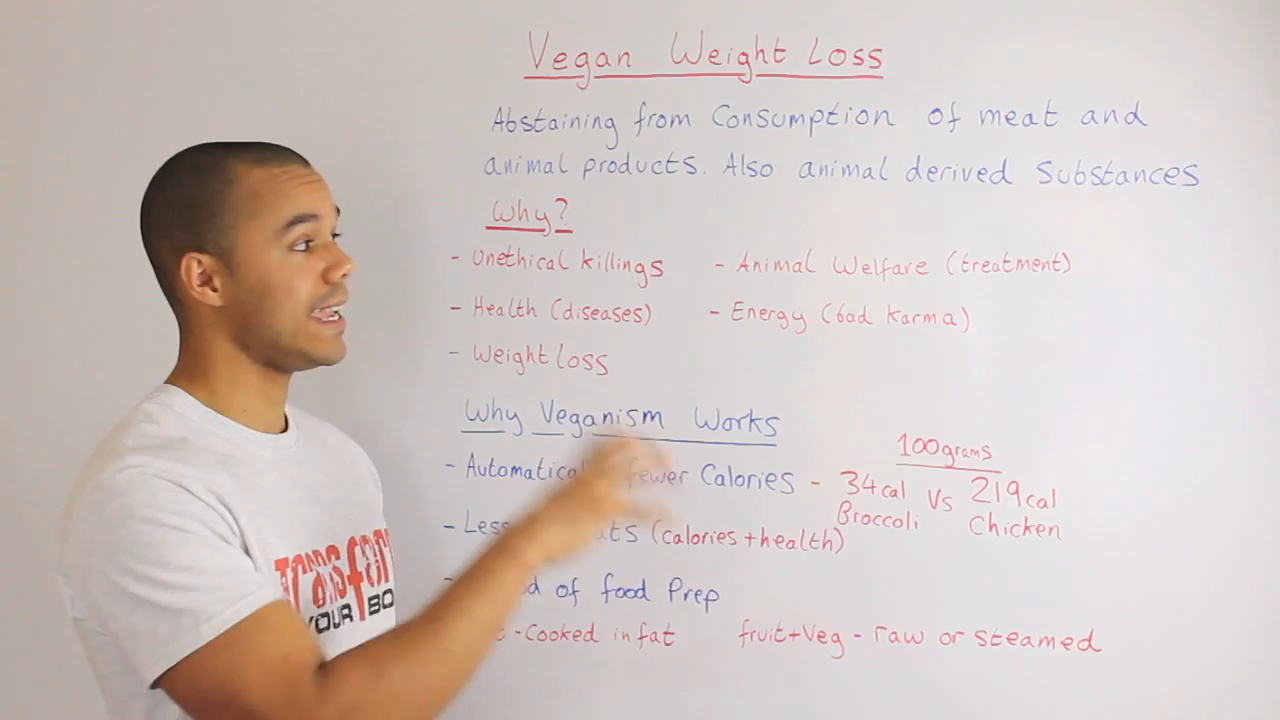 Vegan Weight Loss
Abstaining from Consumption of meat and
animal products. Also animal derived Substances
Why?
- Unethical killings - Animal Welfare (treatment)
- Health (diseases) - Energy (bad karma)
- Weight loss
Why Veganism Works
100grams
- fewer Calories - 34cal Vs 219cal
Broccoli Chicken
- Less (calories + health)
of food Prep
- Cooked in fat fruit + Veg - raw or steamed
YOUR